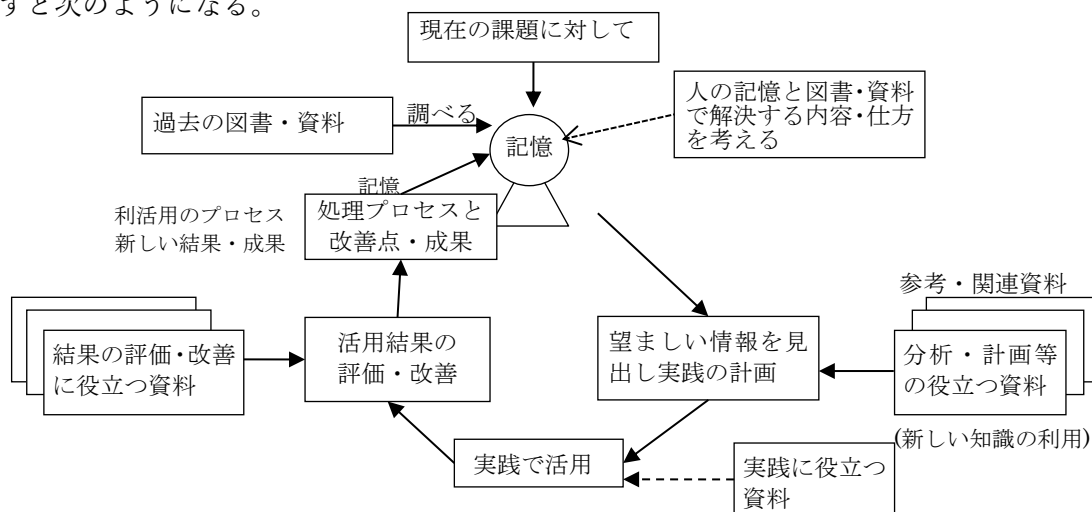 すと次のようになる。
現在の課題に対して
人の記憶と図書・資料
で解決する内容・仕方
を考える
過去の図書・資料
調べる
記憶
記憶
利活用のプロセス
新しい結果・成果
処理プロセスと
改善点・成果
参考・関連資料
結果の評価・改善
に役立つ資料
活用結果の
評価・改善
望ましい情報を見
出し実践の計画
分析・計画等
の役立つ資料
(新しい知識の利用)
実践で活用
実践に役立つ
資料